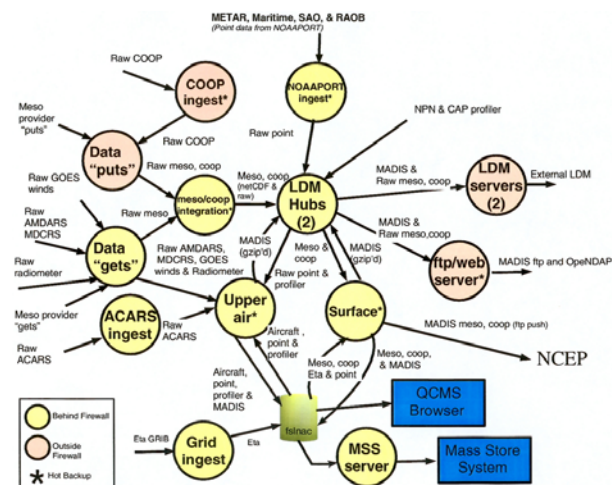 METAR, Maritime, SAO, & RAOB
(Point data from NOAAPORT)
Raw COOP
COOP
ingest*
NOAAPORT
ingest*
Meso
provider
"puts"
Raw COOP
NPN & CAP profiler
Data
"puts"
Raw meso, coop
Raw point
Raw GOES
winds
meso/coop
integration*
Meso, coop
(netCDF &
raw)
LDM
Hubs
(2)
MADIS &
Raw meso, coop
LDM
servers
(2)
External LDM
Raw meso
Raw
AMDARS
MDCRS
Data
"gets"
Raw AMDARS,
MDCRS, GOES
winds & Radiometer
MADIS
(gzip'd)
Meso &
coop
MADIS
(gzip'd)
MADIS &
Raw meso,coop
ftp/web
server*
MADIS ftp and OpeNDAP
Raw
radiometer
Raw point &
profiler
Meso provider
"gets"
ACARS
ingest
Raw
ACARS
Upper
air*
Surface*
Raw
ACARS
Aircraft ,
point &
profiler
MADIS meso, coop (ftp push)
NCEP
Aircraft,
point,
profiler &
MADIS
Meso, coop
Eta & point
Meso, coop,
& MADIS
QCMS
Browser
fslnac
Behind Firewall
Outside
Firewall
* Hot Backup
Eta GRIB
Grid
ingest
Eta
MSS
server
Mass Store
System